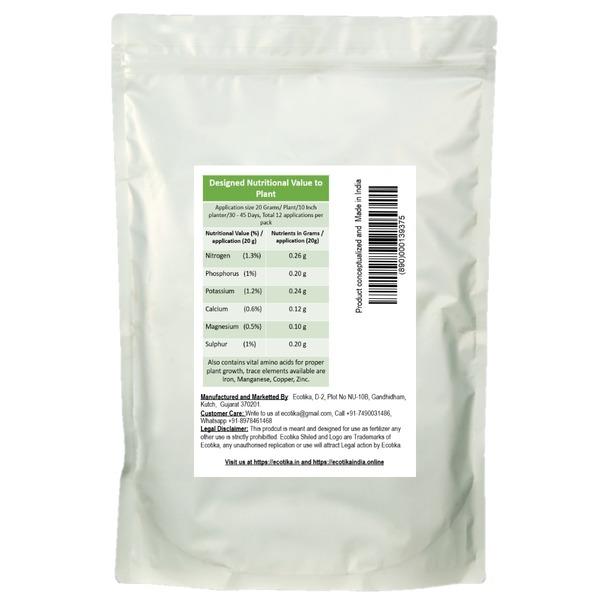 Designed Nutritional Value to
Plant
Application size 20 Grams/ Plant/10 Inch
planter/30 - 45 Days, Total 12 applications per
pack
Nutritional Value (%) / Nutrients in Grams /
application (20 g) application (20g)
Nitrogen (1.3%) 0.26 g
Phosphorus (1%) 0.20 g
Potassium (1.2%) 0.24 g
Calcium (0.6%) 0.12 g
Magnesium (0.5%) 0.10 g
Sulphur (1%) 0.20 g
Also contains vital amino acids for proper
plant growth, trace elements available are
Iron, Manganese, Copper, Zinc.
Product conceptualized and Made in India
(890)000139375
Manufactured and Marketted By: Ecotika, D-2, Plot No NU-10B, Gandhidham,
Kutch, Gujarat 370201.
Customer Care: Write to us at ecotika@gmail.com, Call +91-7490031486,
Whatsapp +91-8978461468
Legal Disclaimer: This prodcut is meant and designed for use as fertilizer any
other use is strictly prohibitted. Ecotika Shiled and Logo are Trademarks of
Ecotika, any unauthorised replication or use will attract Legal action by Ecotika.
Visit us at https://ecotika.in and https://ecotikaindia.online